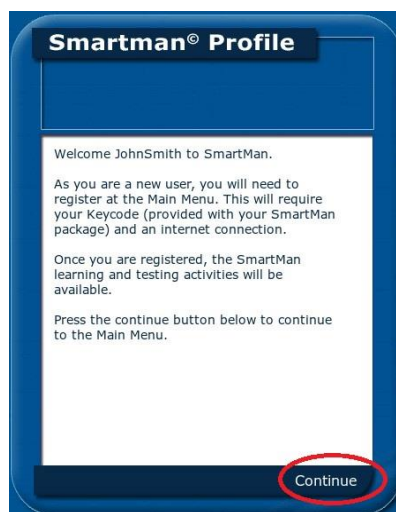 Smartman© Profile
Welcome JohnSmith to SmartMan.
As you are a new user, you will need to
register at the Main Menu. This will require
your Keycode (provided with your SmartMan
package) and an internet connection.
Once you are registered, the SmartMan
learning and testing activities will be
available.
Press the continue button below to continue
to the Main Menu.
Continue